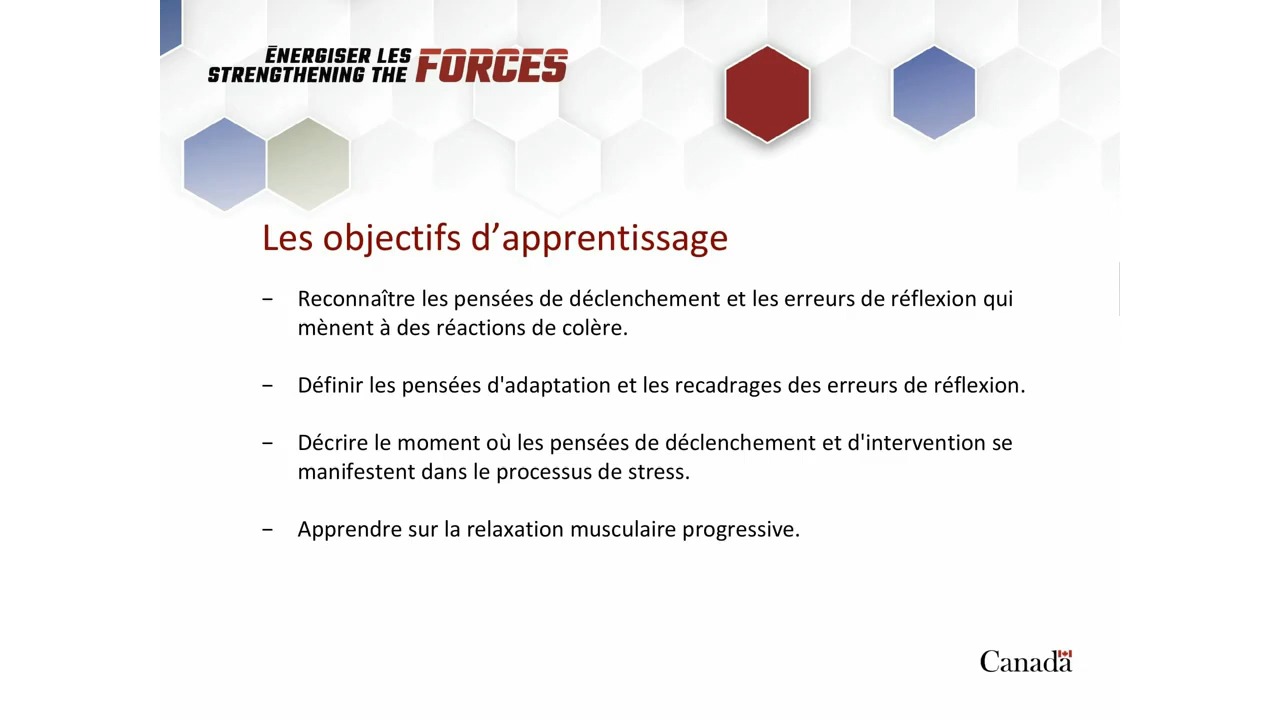 ÉNERGISER LES
STRENGTHENING THE FORCES
Les objectifs d’apprentissage
– Reconnaître les pensées de déclenchement et les erreurs de réflexion qui
mènent à des réactions de colère.
– Définir les pensées d'adaptation et les recadrages des erreurs de réflexion.
– Décrire le moment où les pensées de déclenchement et d'intervention se
manifestent dans le processus de stress.
– Apprendre sur la relaxation musculaire progressive.
Canada